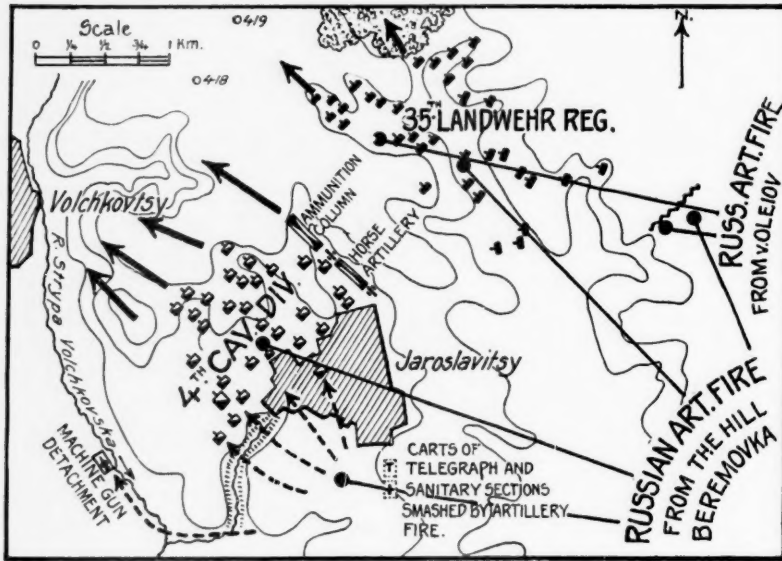 Scale
0 1/4 1/2 3/4 1 Km.
419
418
N.
35TH LANDWEHR REG.
AMMUNITION
COLUMN
HORSE
ARTILLERY
Volchkovtsy
R. Strypa
Volchkovska
4TH CAV. DIV.
Jaroslavitsy
MACHINE GUN
DETACHMENT
CARTS OF
TELEGRAPH AND
SANITARY SECTIONS
SMASHED BY ARTILLERY
FIRE.
RUSS. ART. FIRE
FROM V. OLEJOV
RUSSIAN ART. FIRE
FROM THE HILL
BEREMOVKA